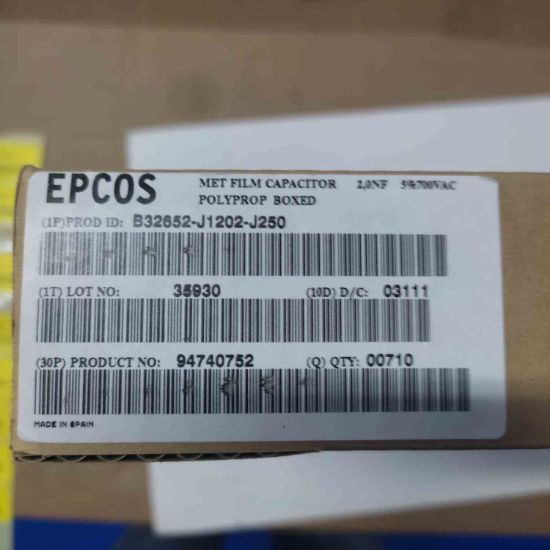 EPCOS MET FILM CAPACITOR 2,0NF 5%700VAC
POLYPROP BOXED
(1P)PROD ID: B32652-J1202-J250
(1T) LOT NO: 35930 (10D) D/C: 03111
(30P) PRODUCT NO: 94740752 (Q) QTY: 00710
MADE IN SPAIN